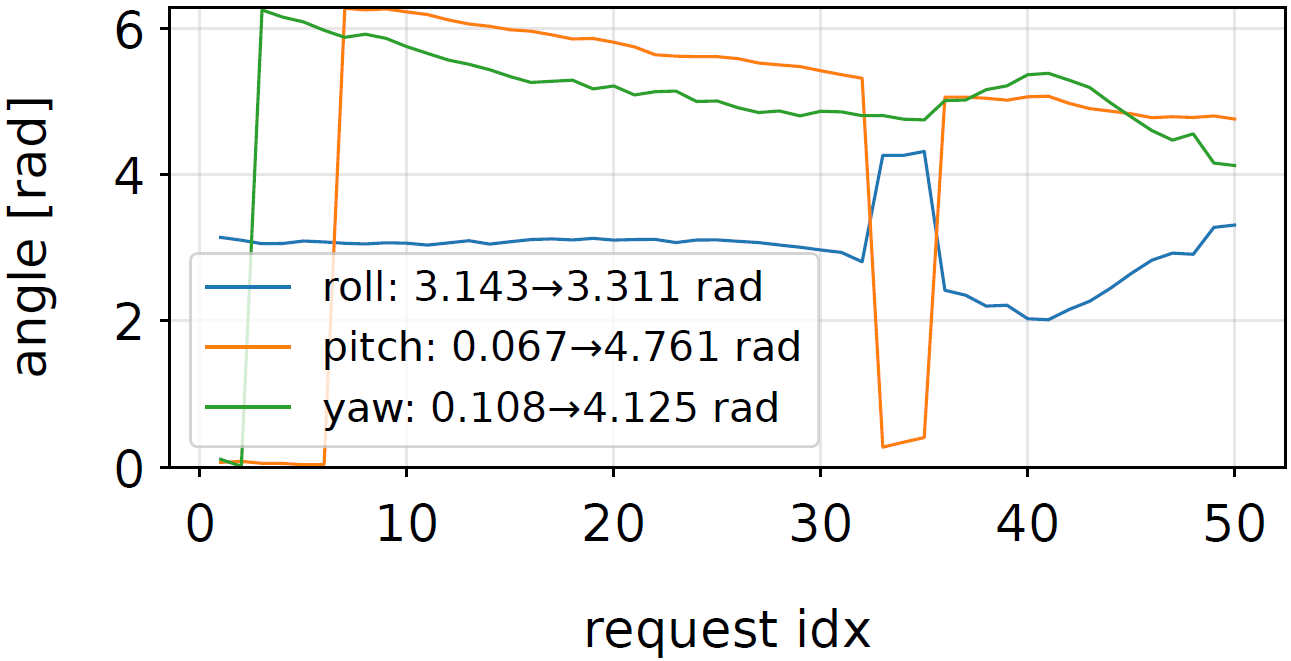 angle [rad]
6
4
2
0
roll: 3.143→3.311 rad
pitch: 0.067→4.761 rad
yaw: 0.108→4.125 rad
0 10 20 30 40 50
request idx